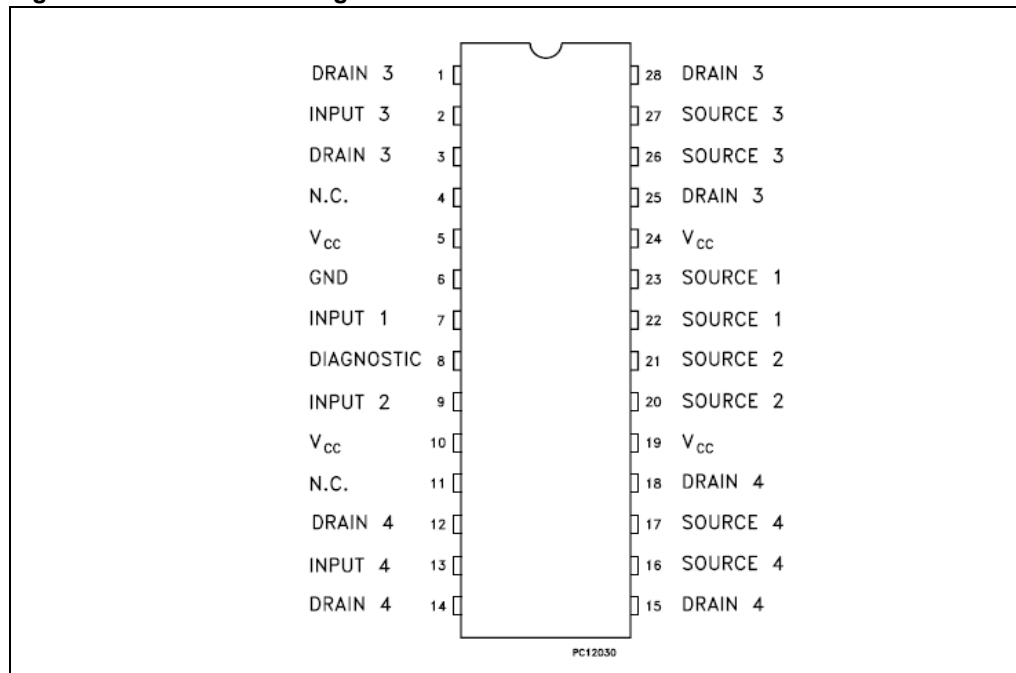 DRAIN 3 1 28 DRAIN 3
INPUT 3 2 27 SOURCE 3
DRAIN 3 3 26 SOURCE 3
N.C. 4 25 DRAIN 3
VCC 5 24 VCC
GND 6 23 SOURCE 1
INPUT 1 7 22 SOURCE 1
DIAGNOSTIC 8 21 SOURCE 2
INPUT 2 9 20 SOURCE 2
VCC 10 19 VCC
N.C. 11 18 DRAIN 4
DRAIN 4 12 17 SOURCE 4
INPUT 4 13 16 SOURCE 4
DRAIN 4 14 15 DRAIN 4
PC12030